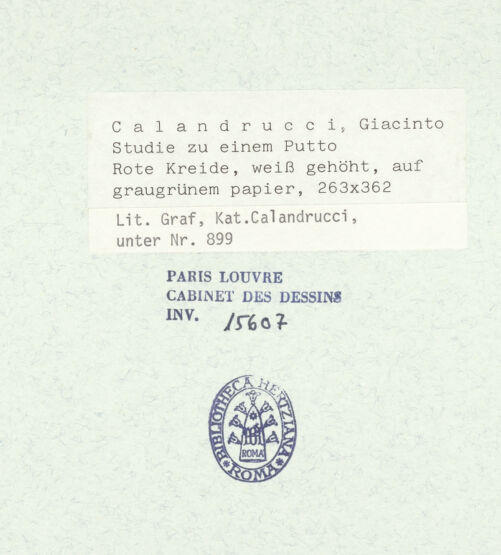 C a l a n d r u c c i, Giacinto
Studie zu einem Putto
Rote Kreide, weiß gehöht, auf
graugrünem papier, 263x362
Lit. Graf, Kat.Calandrucci,
unter Nr. 899
PARIS LOUVRE
CABINET DES DESSINS
INV. 15607
BIBLIOTHECA HERTZIANA
ROMA
ROMA